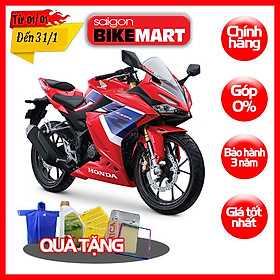 Từ 01/01
Đến 31/1
saigon
BIKEMART
Chính
hãng
Góp
0%
Bảo hành
3 năm
Giá tốt
nhất
HONDA
QUÀ TẶNG